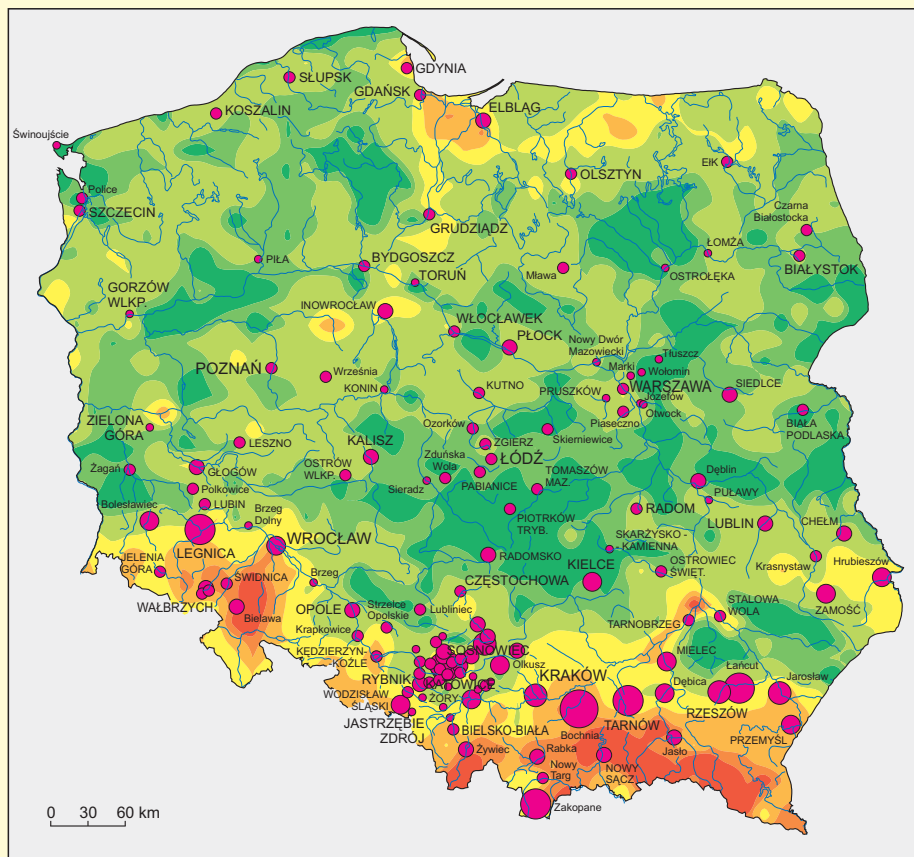 GDYNIA
SŁUPSK
GDAŃSK
ELBLĄG
KOSZALIN
Świnoujście
EŁK
OLSZTYN
Police
SZCZECIN
Czarna
Białostocka
GRUDZIĄDZ
ŁOMŻA
BIAŁYSTOK
PIŁA
BYDGOSZCZ
TORUŃ
Mława
OSTROŁĘKA
GORZÓW
WLKP.
INOWROCŁAW
WŁOCŁAWEK
PŁOCK
Nowy Dwór
Mazowiecki
Tłuszcz
Marki
Wołomin
POZNAŃ
Września
KONIN
KUTNO
PRUSZKÓW
WARSZAWA
SIEDLCE
Józefów
Otwock
Piaseczno
BIAŁA
PODLASKA
ZIELONA
GÓRA
LESZNO
KALISZ
Ozorków
ZGIERZ
Skierniewice
Żagań
GŁOGÓW
OSTRÓW
WLKP.
Zduńska
Wola
ŁÓDŹ
Sieradz
PABIANICE
TOMASZÓW
MAZ.
Dęblin
Polkowice
PUŁAWY
Bolesławiec
LUBIN
Brzeg
Dolny
PIOTRKÓW
TRYB.
RADOM
LUBLIN
CHEŁM
LEGNICA
WROCŁAW
SKARŻYSKO -
KAMIENNA
RADOMSKO
KIELCE
Krasnystaw
Hrubieszów
JELENIA
GÓRA
ŚWIDNICA
Brzeg
CZĘSTOCHOWA
OSTROWIEC
ŚWIĘT.
ZAMOŚĆ
WAŁBRZYCH
Bielawa
OPOLE
Strzelce
Opolskie
Lubliniec
STALOWA
WOLA
Krapkowice
TARNOBRZEG
KĘDZIERZYN-
KOŹLE
SOSNOWIEC
Olkusz
MIELEC
RYBNIK
KATOWICE
KRAKÓW
Dębica
Łańcut
Jarosław
WODZISŁAW
ŚLĄSKI
ŻORY
TARNÓW
RZESZÓW
JASTRZĘBIE
ZDRÓJ
BIELSKO-BIAŁA
Bochnia
PRZEMYŚL
Żywiec
Rabka
Jasło
Nowy
Targ
NOWY
SĄCZ
Zakopane
0 30 60 km